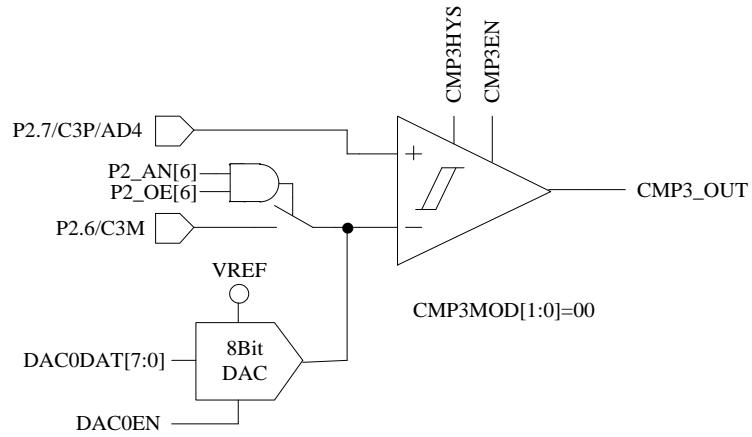 CMP3HYS
CMP3EN
P2.7/C3P/AD4
P2_AN[6]
P2_OE[6]
P2.6/C3M
+
−
CMP3_OUT
VREF
CMP3MOD[1:0]=00
DAC0DAT[7:0]
8Bit
DAC
DAC0EN